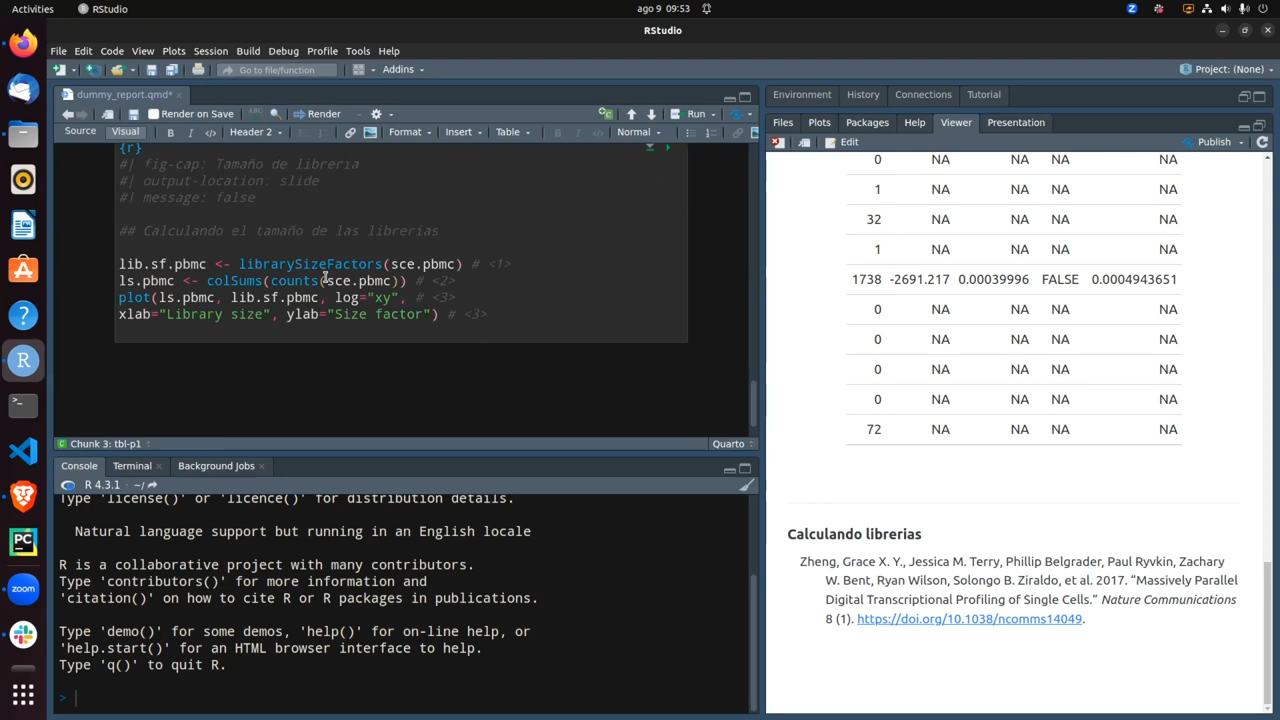 Activities RStudio ago 9 09:53
RStudio
File Edit Code View Plots Session Build Debug Profile Tools Help
Go to file/function Addins Project: (None)
dummy_report.qmd*
Render on Save Render Run
Source Visual B I Header 2 Format Insert Table Normal B
{r}
#| fig-cap: Tamaño de libreria
#| output-location: slide
#| message: false
## Calculando el tamaño de las librerias
lib.sf.pbmc <- librarySizeFactors(sce.pbmc) # <1>
ls.pbmc <- colSums(counts(sce.pbmc)) # <2>
plot(ls.pbmc, lib.sf.pbmc, log="xy", # <3>
xlab="Library size", ylab="Size factor") # <3>
Chunk 3: tbl-p1 Quarto
Console Terminal Background Jobs
R 4.3.1 · ~/
Type 'license()' or 'licence()' for distribution details.
Natural language support but running in an English locale
R is a collaborative project with many contributors.
Type 'contributors()' for more information and
'citation()' on how to cite R or R packages in publications.
Type 'demo()' for some demos, 'help()' for on-line help, or
'help.start()' for an HTML browser interface to help.
Type 'q()' to quit R.
>
Environment History Connections Tutorial
Files Plots Packages Help Viewer Presentation
Edit Publish
0 NA NA NA NA
1 NA NA NA NA
32 NA NA NA NA
1 NA NA NA NA
1738 -2691.217 0.00039996 FALSE 0.0004943651
0 NA NA NA NA
0 NA NA NA NA
0 NA NA NA NA
0 NA NA NA NA
72 NA NA NA NA
Calculando librerias
Zheng, Grace X. Y., Jessica M. Terry, Phillip Belgrader, Paul Ryvkin, Zachary
W. Bent, Ryan Wilson, Solongo B. Ziraldo, et al. 2017. “Massively Parallel
Digital Transcriptional Profiling of Single Cells.” Nature Communications
8 (1). https://doi.org/10.1038/ncomms14049.
R
PC
zoom